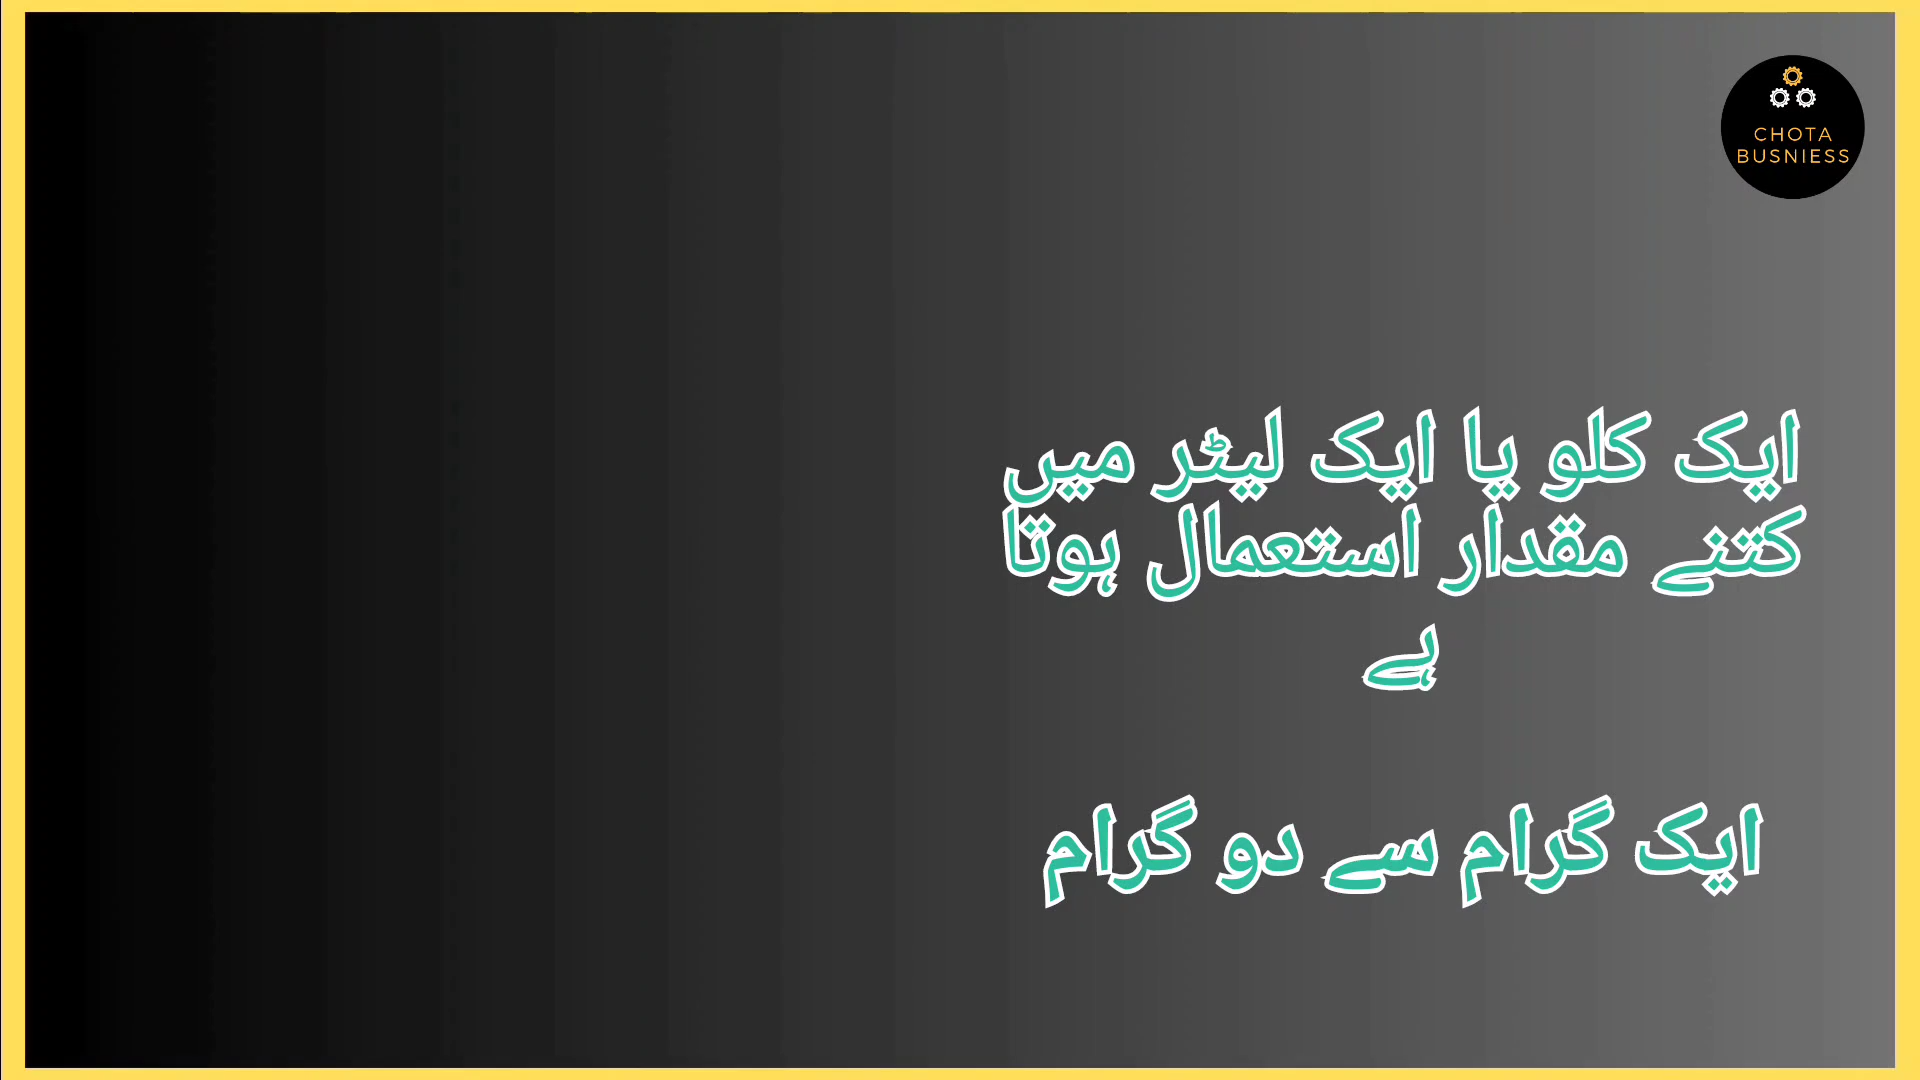 CHOTA
BUSNIESS
ایک کلو یا ایک لیٹر میں
کتنے مقدار استعمال ہوتا
ہے
ایک گرام سے دو گرام